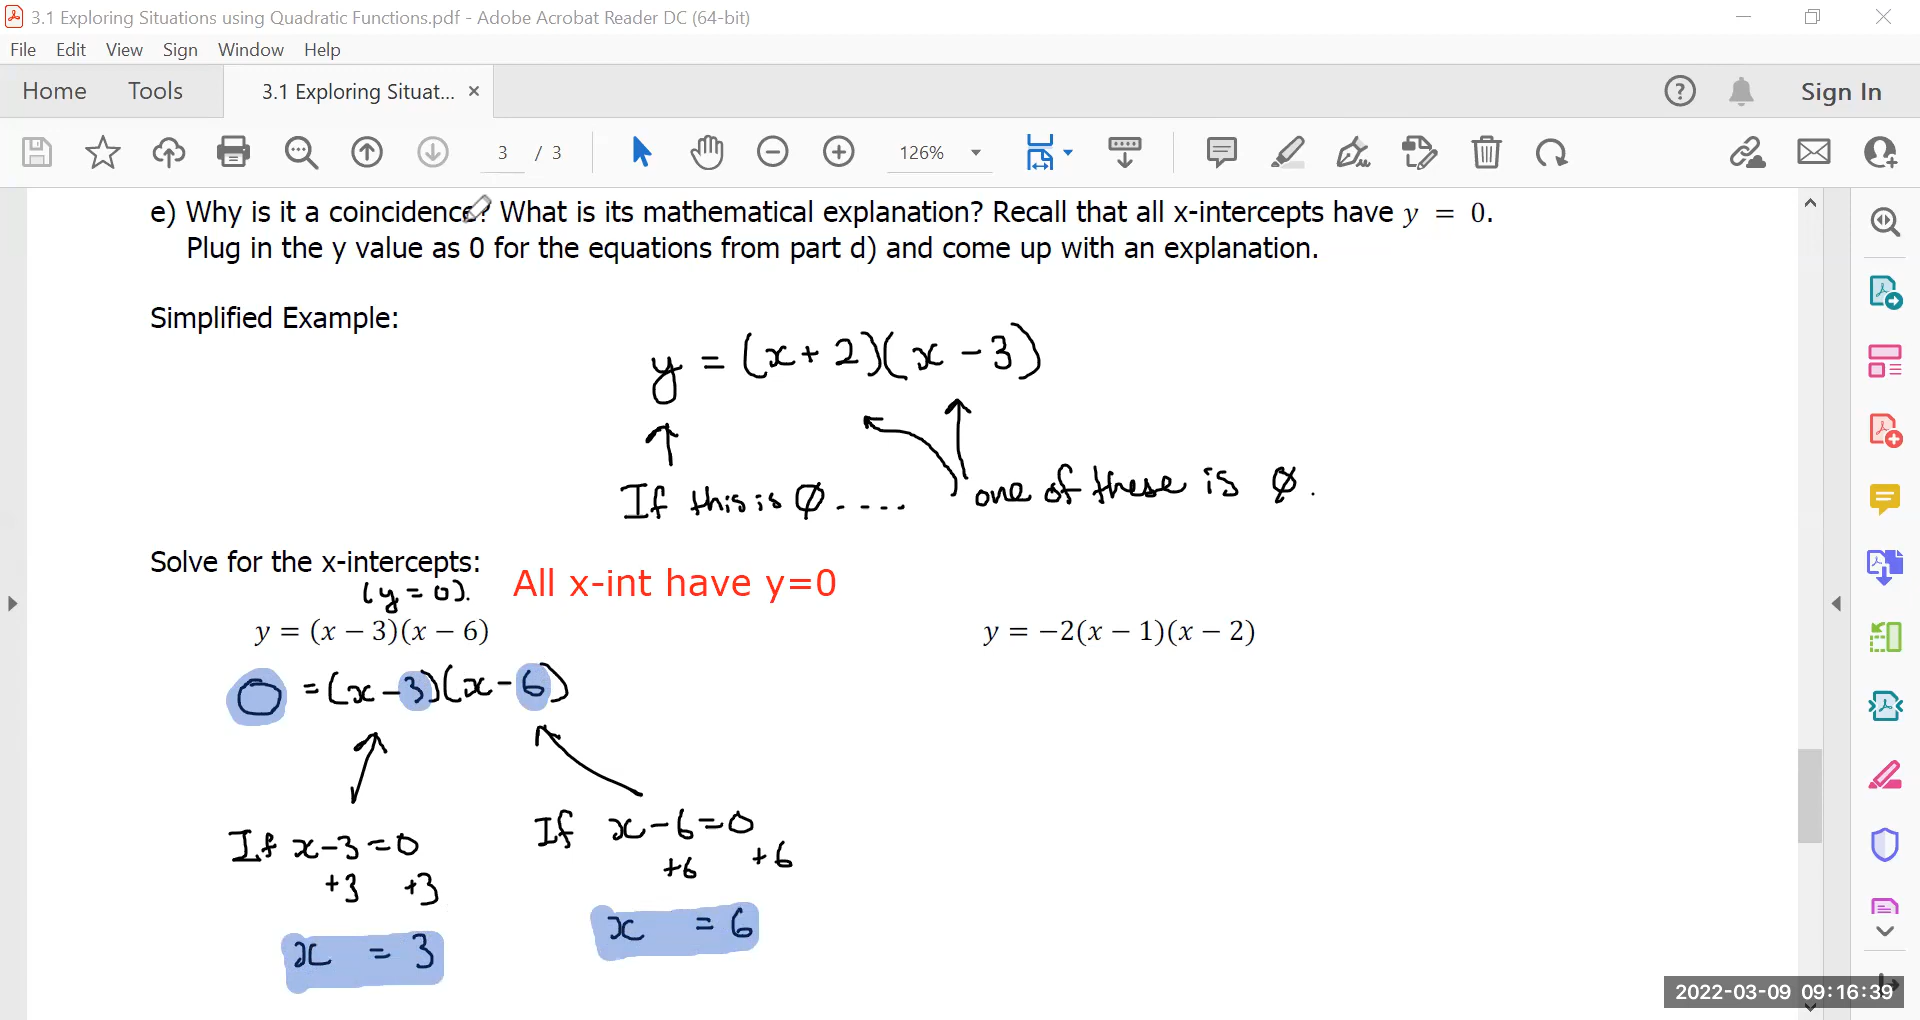 3.1 Exploring Situations using Quadratic Functions.pdf - Adobe Acrobat Reader DC (64-bit)
File Edit View Sign Window Help
Home Tools 3.1 Exploring Situat... × Sign In
3 / 3 126%
e) Why is it a coincidence? What is its mathematical explanation? Recall that all x-intercepts have y = 0.
Plug in the y value as 0 for the equations from part d) and come up with an explanation.
Simplified Example:
y = (x + 2)(x - 3)
If this is 0 .... one of these is 0.
Solve for the x-intercepts:
(y = 0). All x-int have y=0
y = (x − 3)(x − 6) y = −2(x − 1)(x − 2)
0 = (x - 3)(x - 6)
If x - 3 = 0
+3 +3
x = 3
If x - 6 = 0
+6 +6
x = 6
2022-03-09 09:16:39